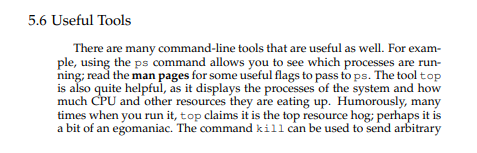 5.6 Useful Tools
There are many command-line tools that are useful as well. For exam-
ple, using the ps command allows you to see which processes are run-
ning; read the man pages for some useful flags to pass to ps. The tool top
is also quite helpful, as it displays the processes of the system and how
much CPU and other resources they are eating up. Humorously, many
times when you run it, top claims it is the top resource hog; perhaps it is
a bit of an egomaniac. The command kill can be used to send arbitrary